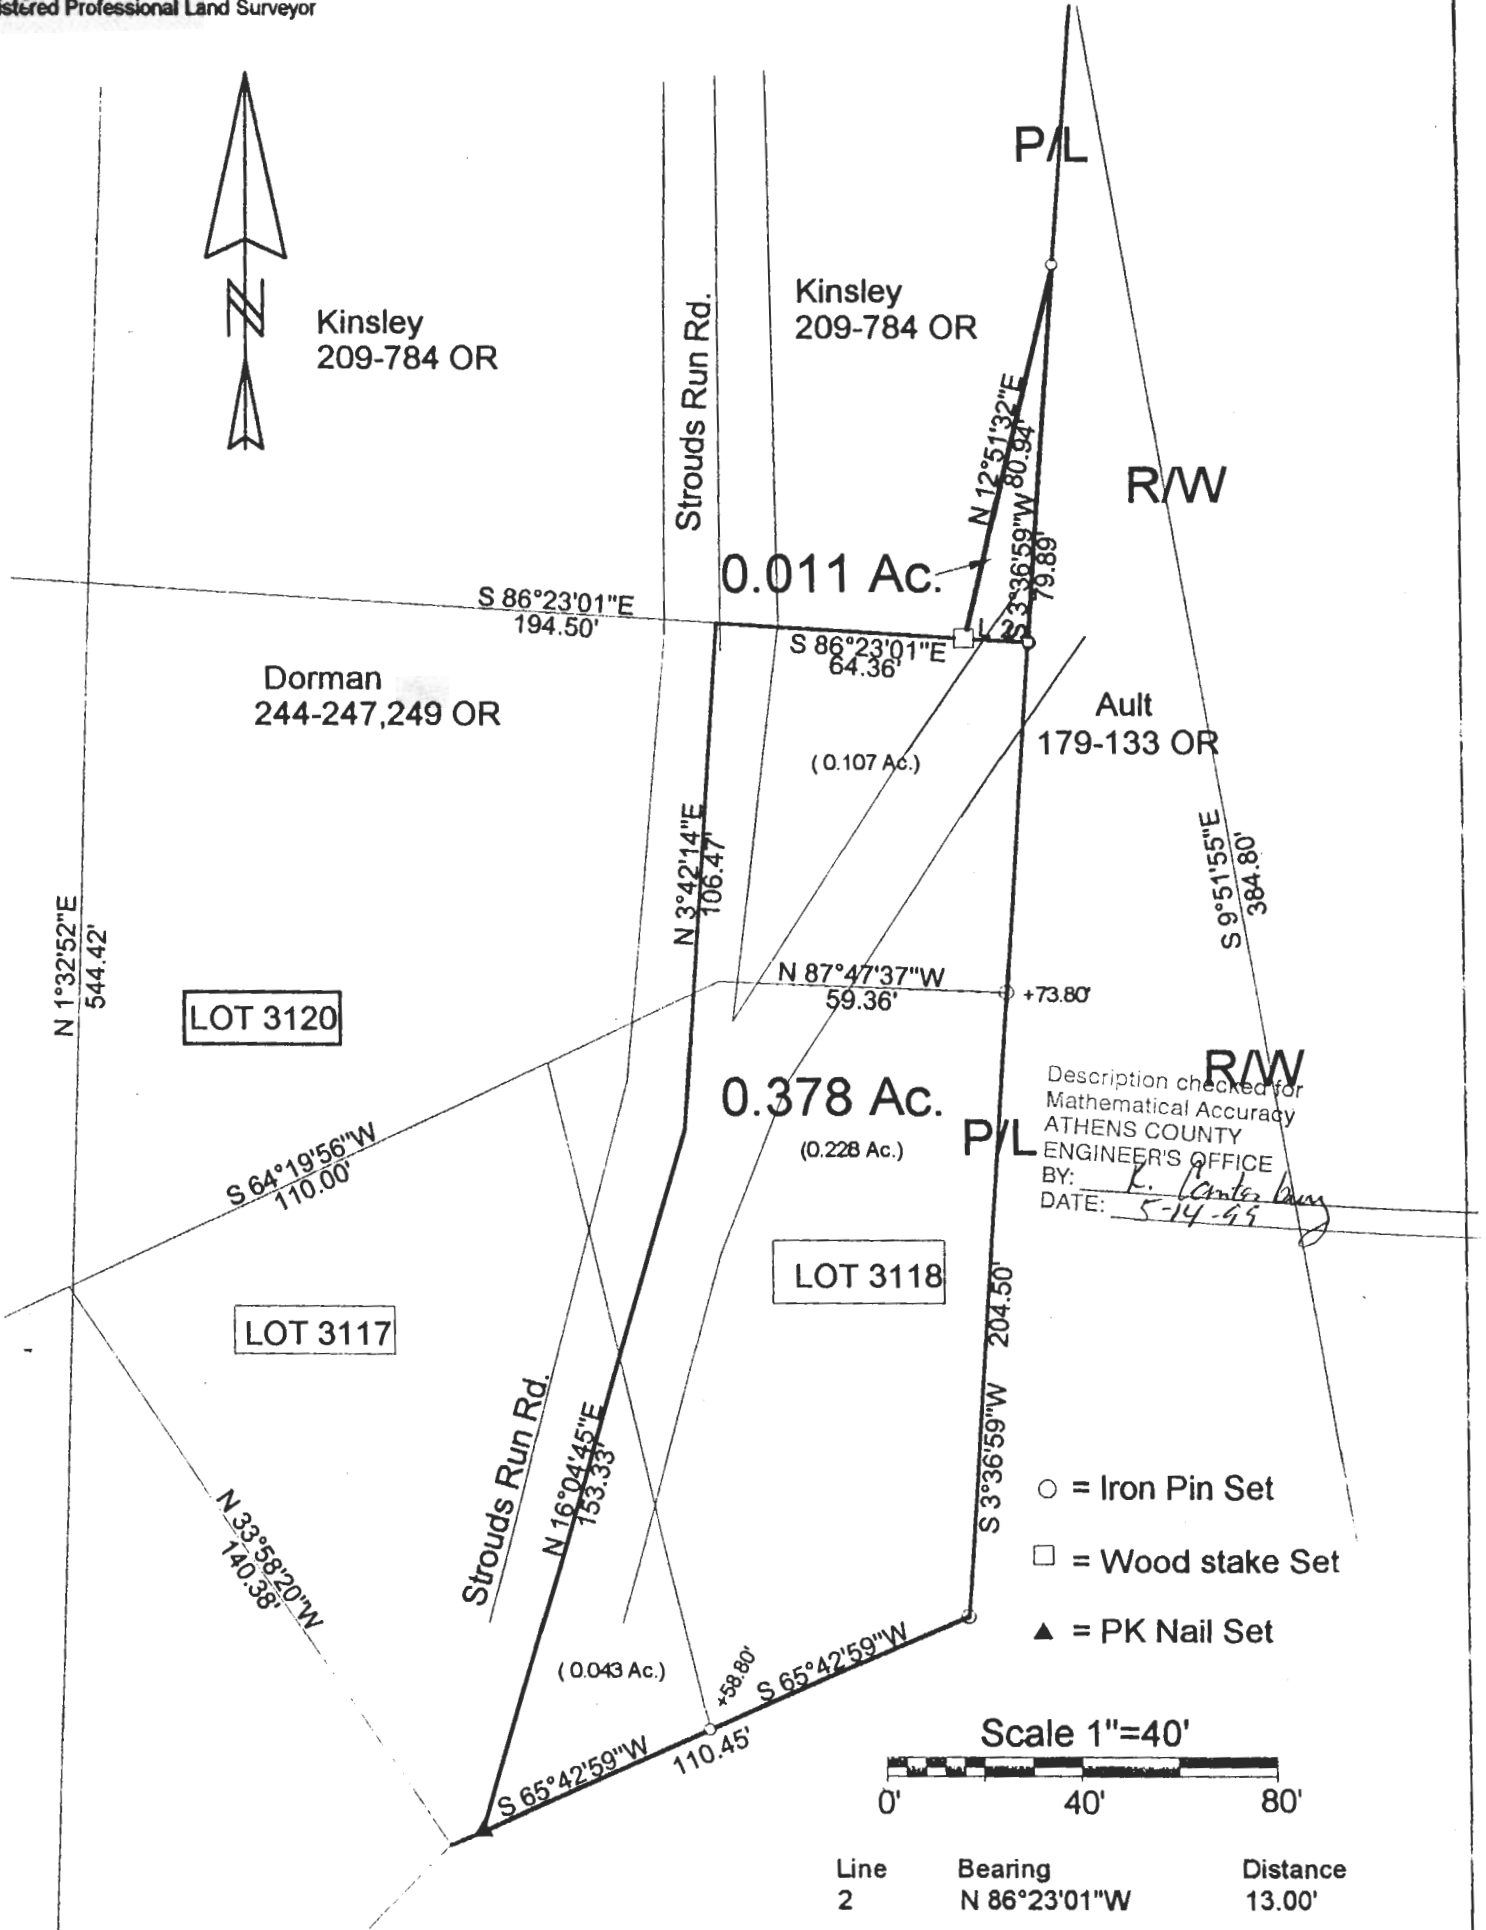 istered Professional Land Surveyor
P/L
N
Kinsley
209-784 OR
Kinsley
209-784 OR
Strouds Run Rd.
N 12°51'32"E
80.94'
S 3°36'59"W
79.89'
R/W
0.011 Ac.
S 86°23'01"E
194.50'
S 86°23'01"E
64.36'
L 2
Dorman
244-247,249 OR
Ault
179-133 OR
( 0.107 Ac.)
N 3°42'14"E
106.47'
S 9°51'55"E
384.80'
N 1°32'52"E
544.42'
N 87°47'37"W
59.36'
+73.80'
LOT 3120
R/W
0.378 Ac.
(0.228 Ac.)
P/L
Description checked for
Mathematical Accuracy
ATHENS COUNTY
ENGINEER'S OFFICE
BY: K. Canterbury
DATE: 5-14-99
S 64°19'56"W
110.00'
LOT 3118
LOT 3117
204.50'
S 3°36'59"W
Strouds Run Rd.
N 16°04'45"E
153.33'
N 33°58'20"W
140.38'
= Iron Pin Set
= Wood stake Set
= PK Nail Set
( 0.043 Ac.)
+58.80'
S 65°42'59"W
S 65°42'59"W
110.45'
Scale 1"=40'
0' 40' 80'
Line Bearing Distance
2 N 86°23'01"W 13.00'